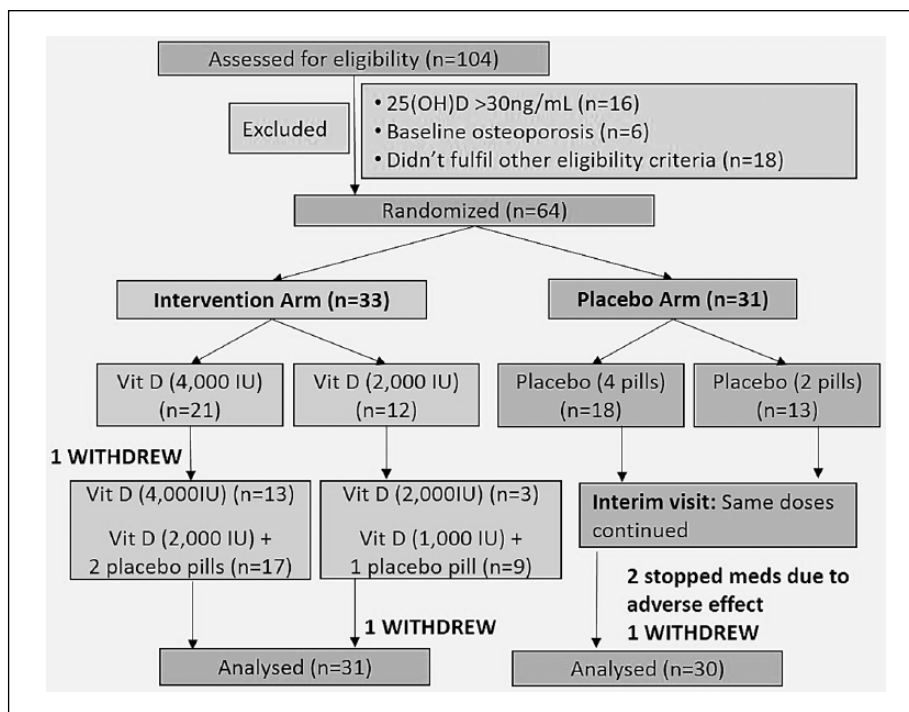 Assessed for eligibility (n=104)
Excluded
• 25(OH)D >30ng/mL (n=16)
• Baseline osteoporosis (n=6)
• Didn't fulfil other eligibility criteria (n=18)
Randomized (n=64)
Intervention Arm (n=33)
Placebo Arm (n=31)
Vit D (4,000 IU)
(n=21)
Vit D (2,000 IU)
(n=12)
Placebo (4 pills)
(n=18)
Placebo (2 pills)
(n=13)
1 WITHDREW
Vit D (4,000IU) (n=13)
Vit D (2,000 IU) +
2 placebo pills (n=17)
Vit D (2,000IU) (n=3)
Vit D (1,000 IU) +
1 placebo pill (n=9)
Interim visit: Same doses
continued
1 WITHDREW
2 stopped meds due to
adverse effect
1 WITHDREW
Analysed (n=31)
Analysed (n=30)